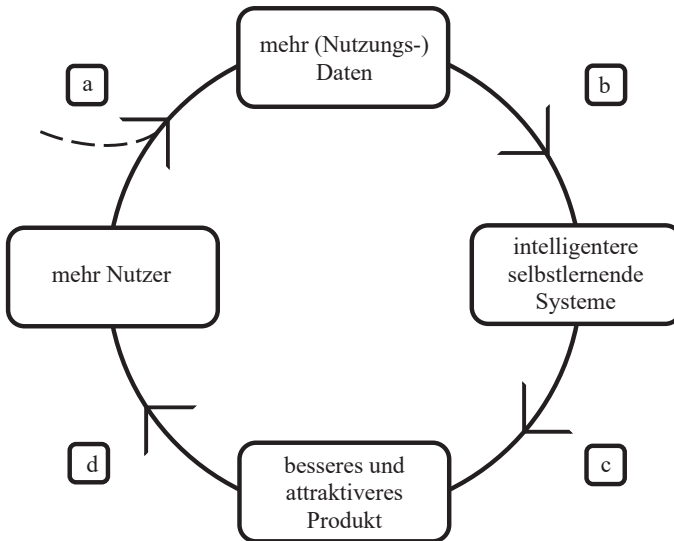 mehr (Nutzungs-)
Daten
a
b
mehr Nutzer
intelligentere
selbstlernende
Systeme
d
besseres und
attraktiveres
Produkt
c